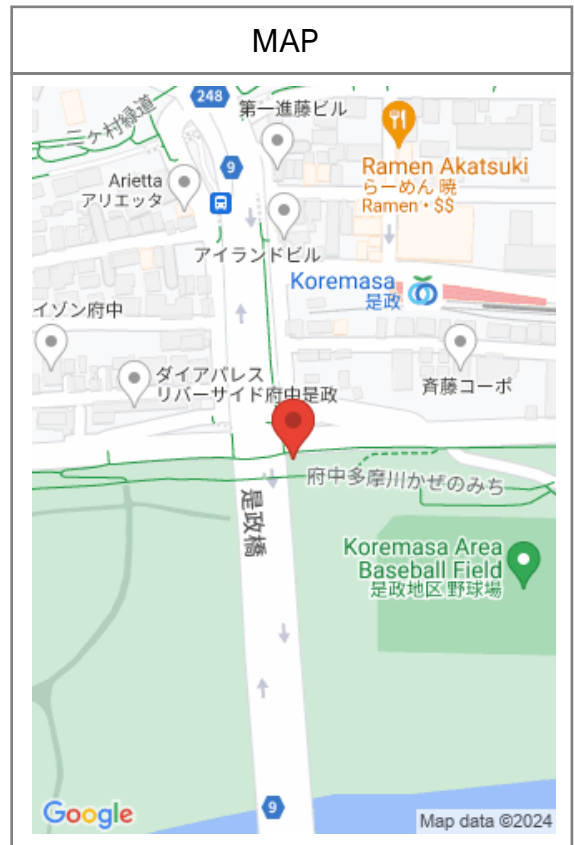 MAP
248
第一進藤ビル
二ヶ村緑道
9
Ramen Akatsuki
らーめん 暁
Ramen・$$
Arietta
アリエッタ
アイランドビル
Koremasa
是政
イゾン府中
ダイアパレス
リバーサイド府中是政
斉藤コーポ
府中多摩川かぜのみち
是政橋
Koremasa Area
Baseball Field
是政地区 野球場
9
Google
Map data ©2024